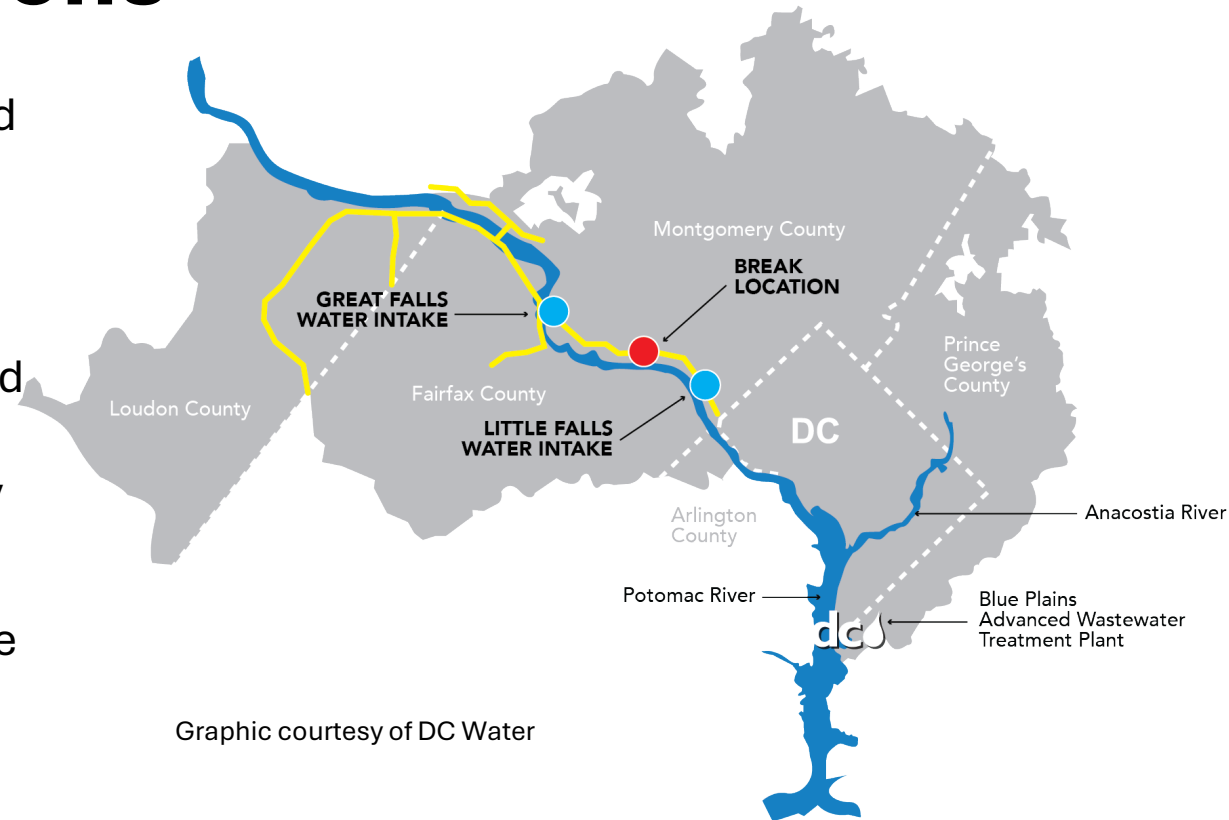 d
d
y
e
Montgomery County
BREAK
LOCATION
GREAT FALLS
WATER INTAKE
Prince
George's
County
Loudon County
Fairfax County
LITTLE FALLS
WATER INTAKE
DC
Arlington
County
Anacostia River
Potomac River
Blue Plains
Advanced Wastewater
Treatment Plant
dc
Graphic courtesy of DC Water